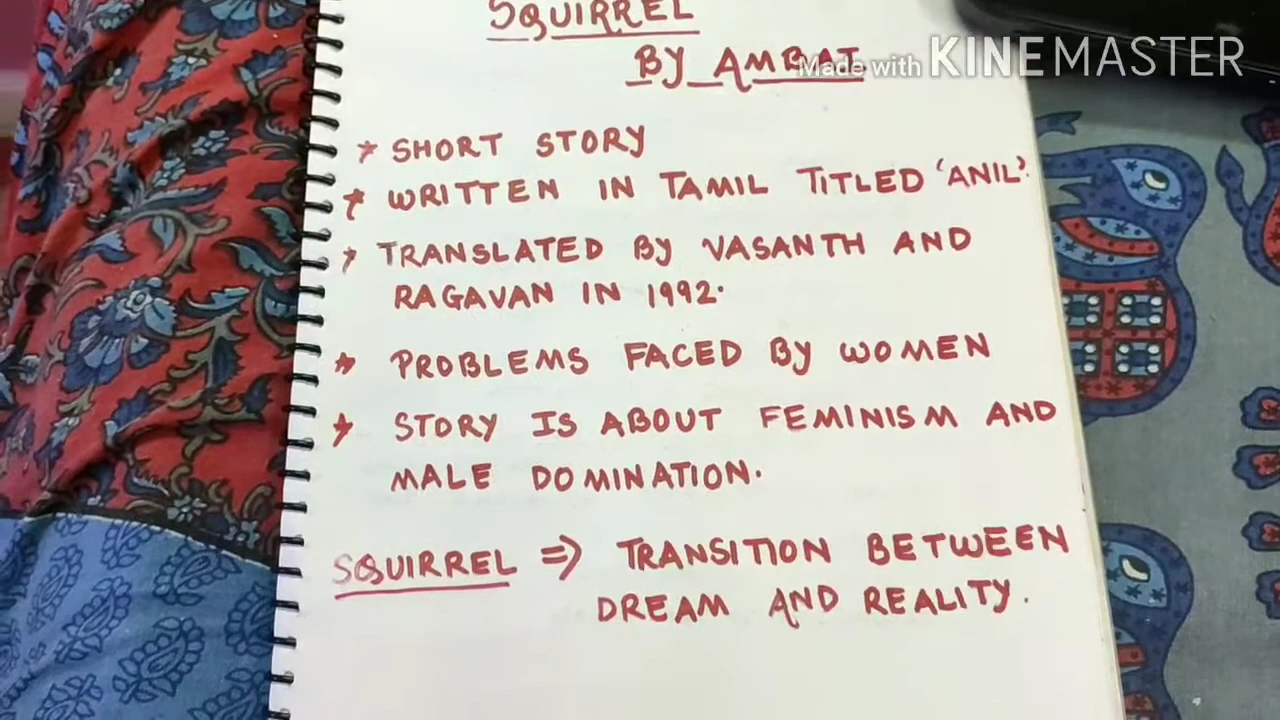 SQUIRREL
BY AMBAI
Made with KINEMASTER
* SHORT STORY
* WRITTEN IN TAMIL TITLED 'ANIL'.
* TRANSLATED BY VASANTH AND
RAGAVAN IN 1992.
* PROBLEMS FACED BY WOMEN
* STORY IS ABOUT FEMINISM AND
MALE DOMINATION.
SQUIRREL ⇒ TRANSITION BETWEEN
DREAM AND REALITY.